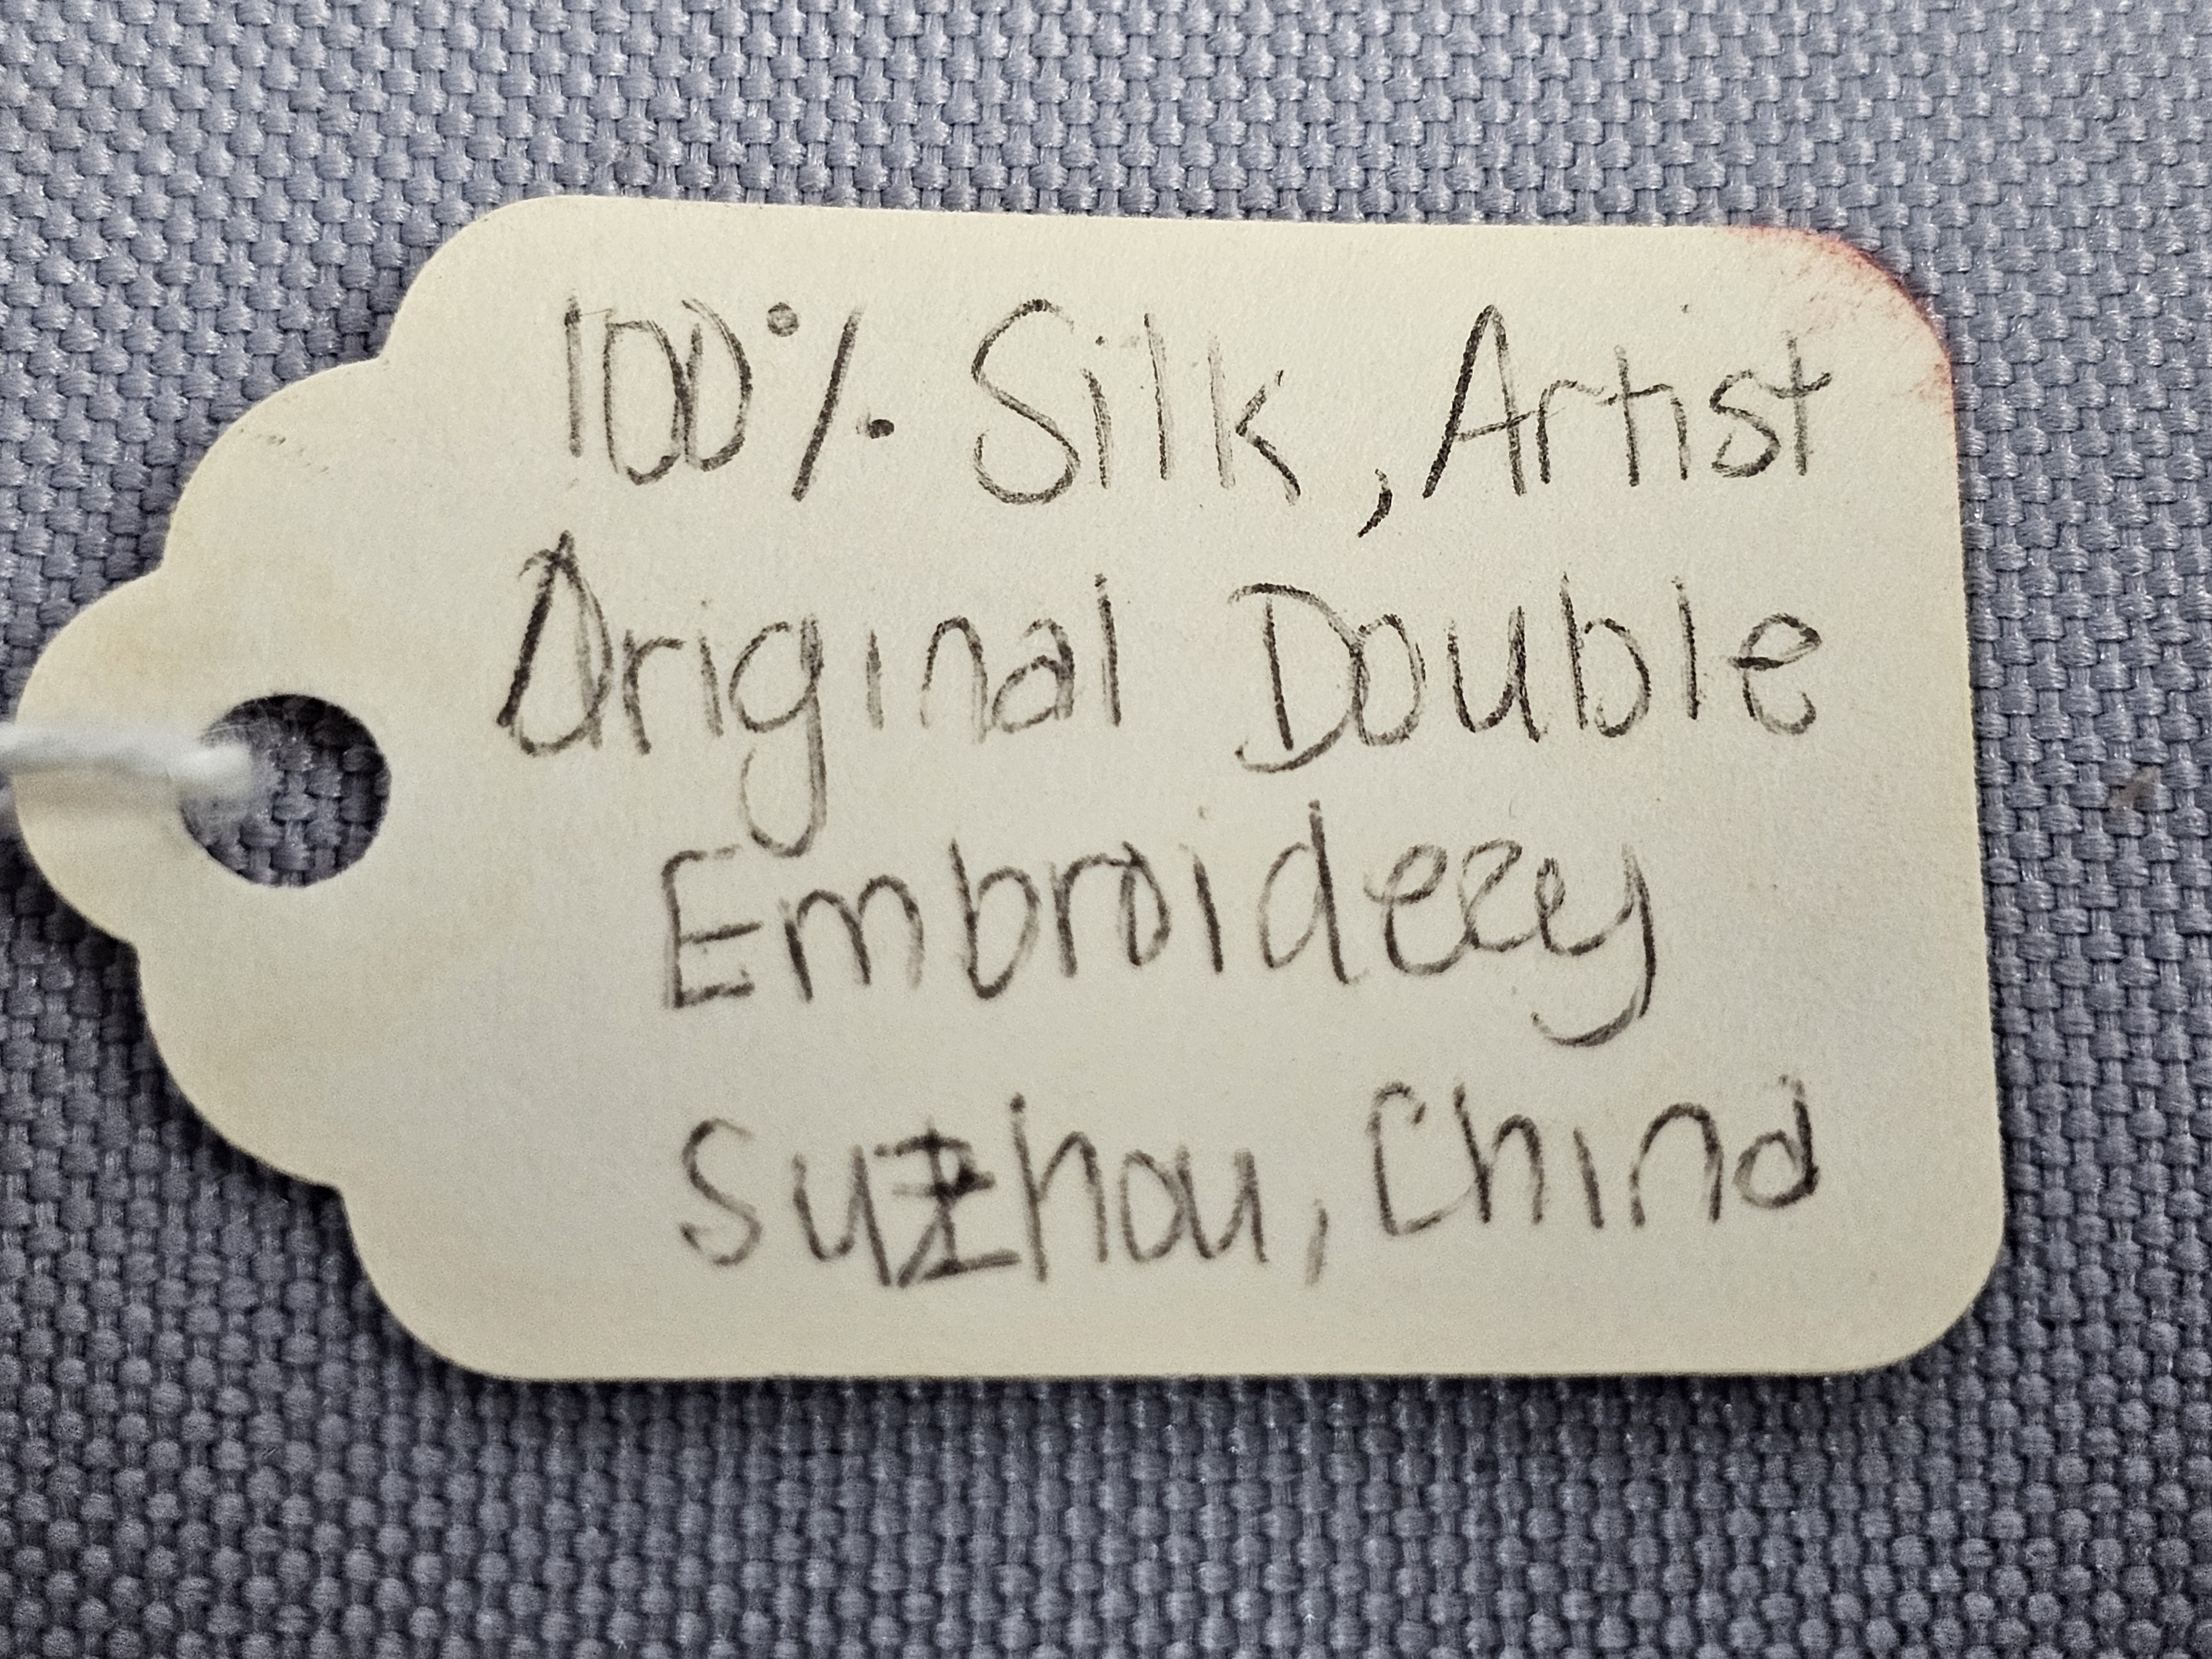 100% Silk, Artist
Original Double
Embroidery
Suzhou, China